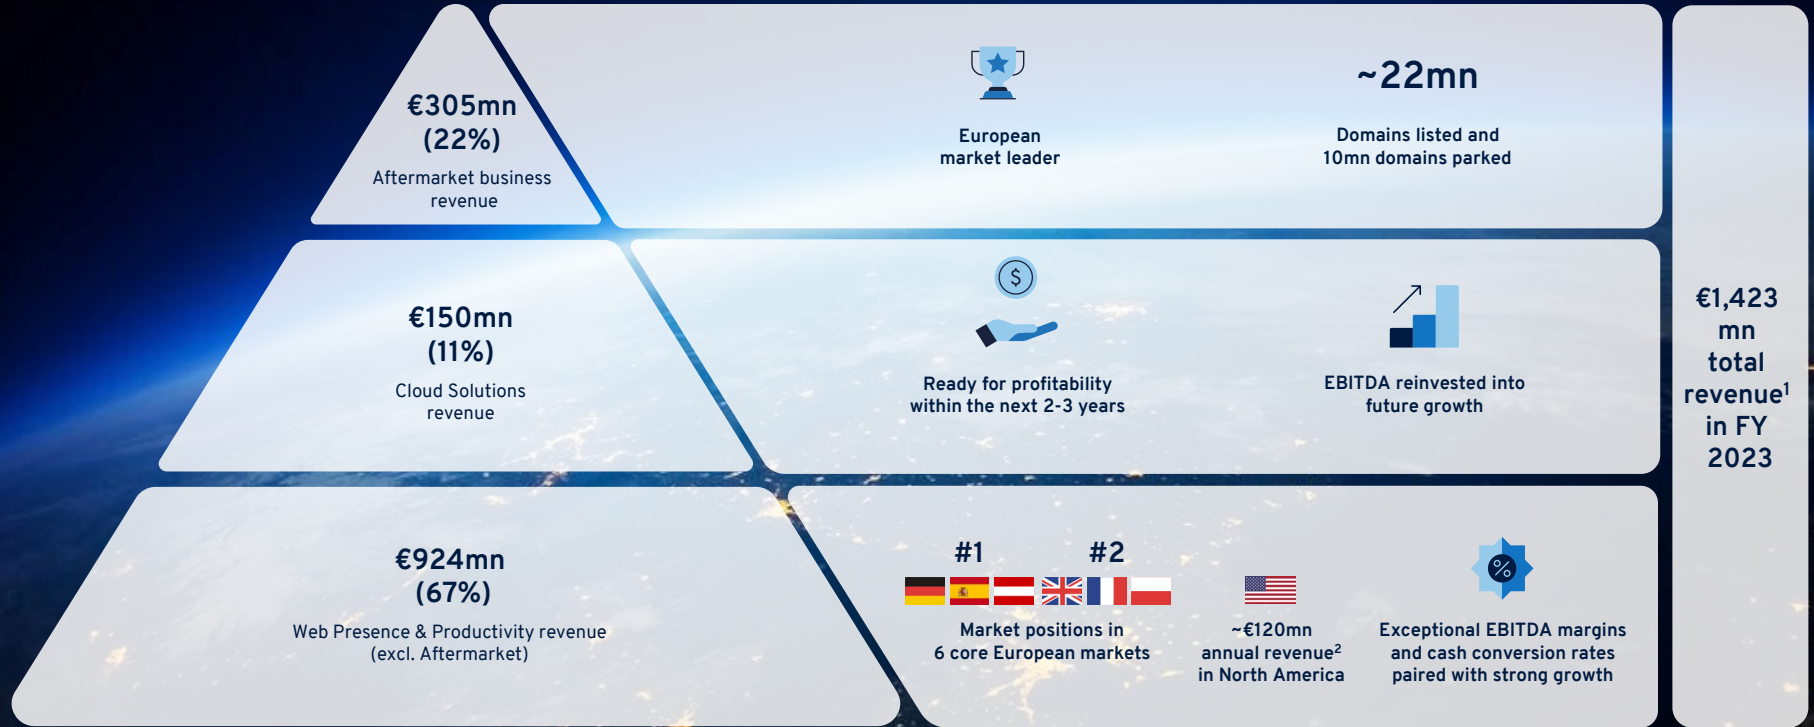 €305mn
(22%)
Aftermarket business
revenue
European
market leader
~22mn
Domains listed and
10mn domains parked
€150mn
(11%)
Cloud Solutions
revenue
$
Ready for profitability
within the next 2-3 years
EBITDA reinvested into
future growth
€924mn
(67%)
Web Presence & Productivity revenue
(excl. Aftermarket)
#1
#2
Market positions in
6 core European markets
~€120mn
annual revenue²
in North America
%
Exceptional EBITDA margins
and cash conversion rates
paired with strong growth
€1,423
mn
total
revenue¹
in FY
2023